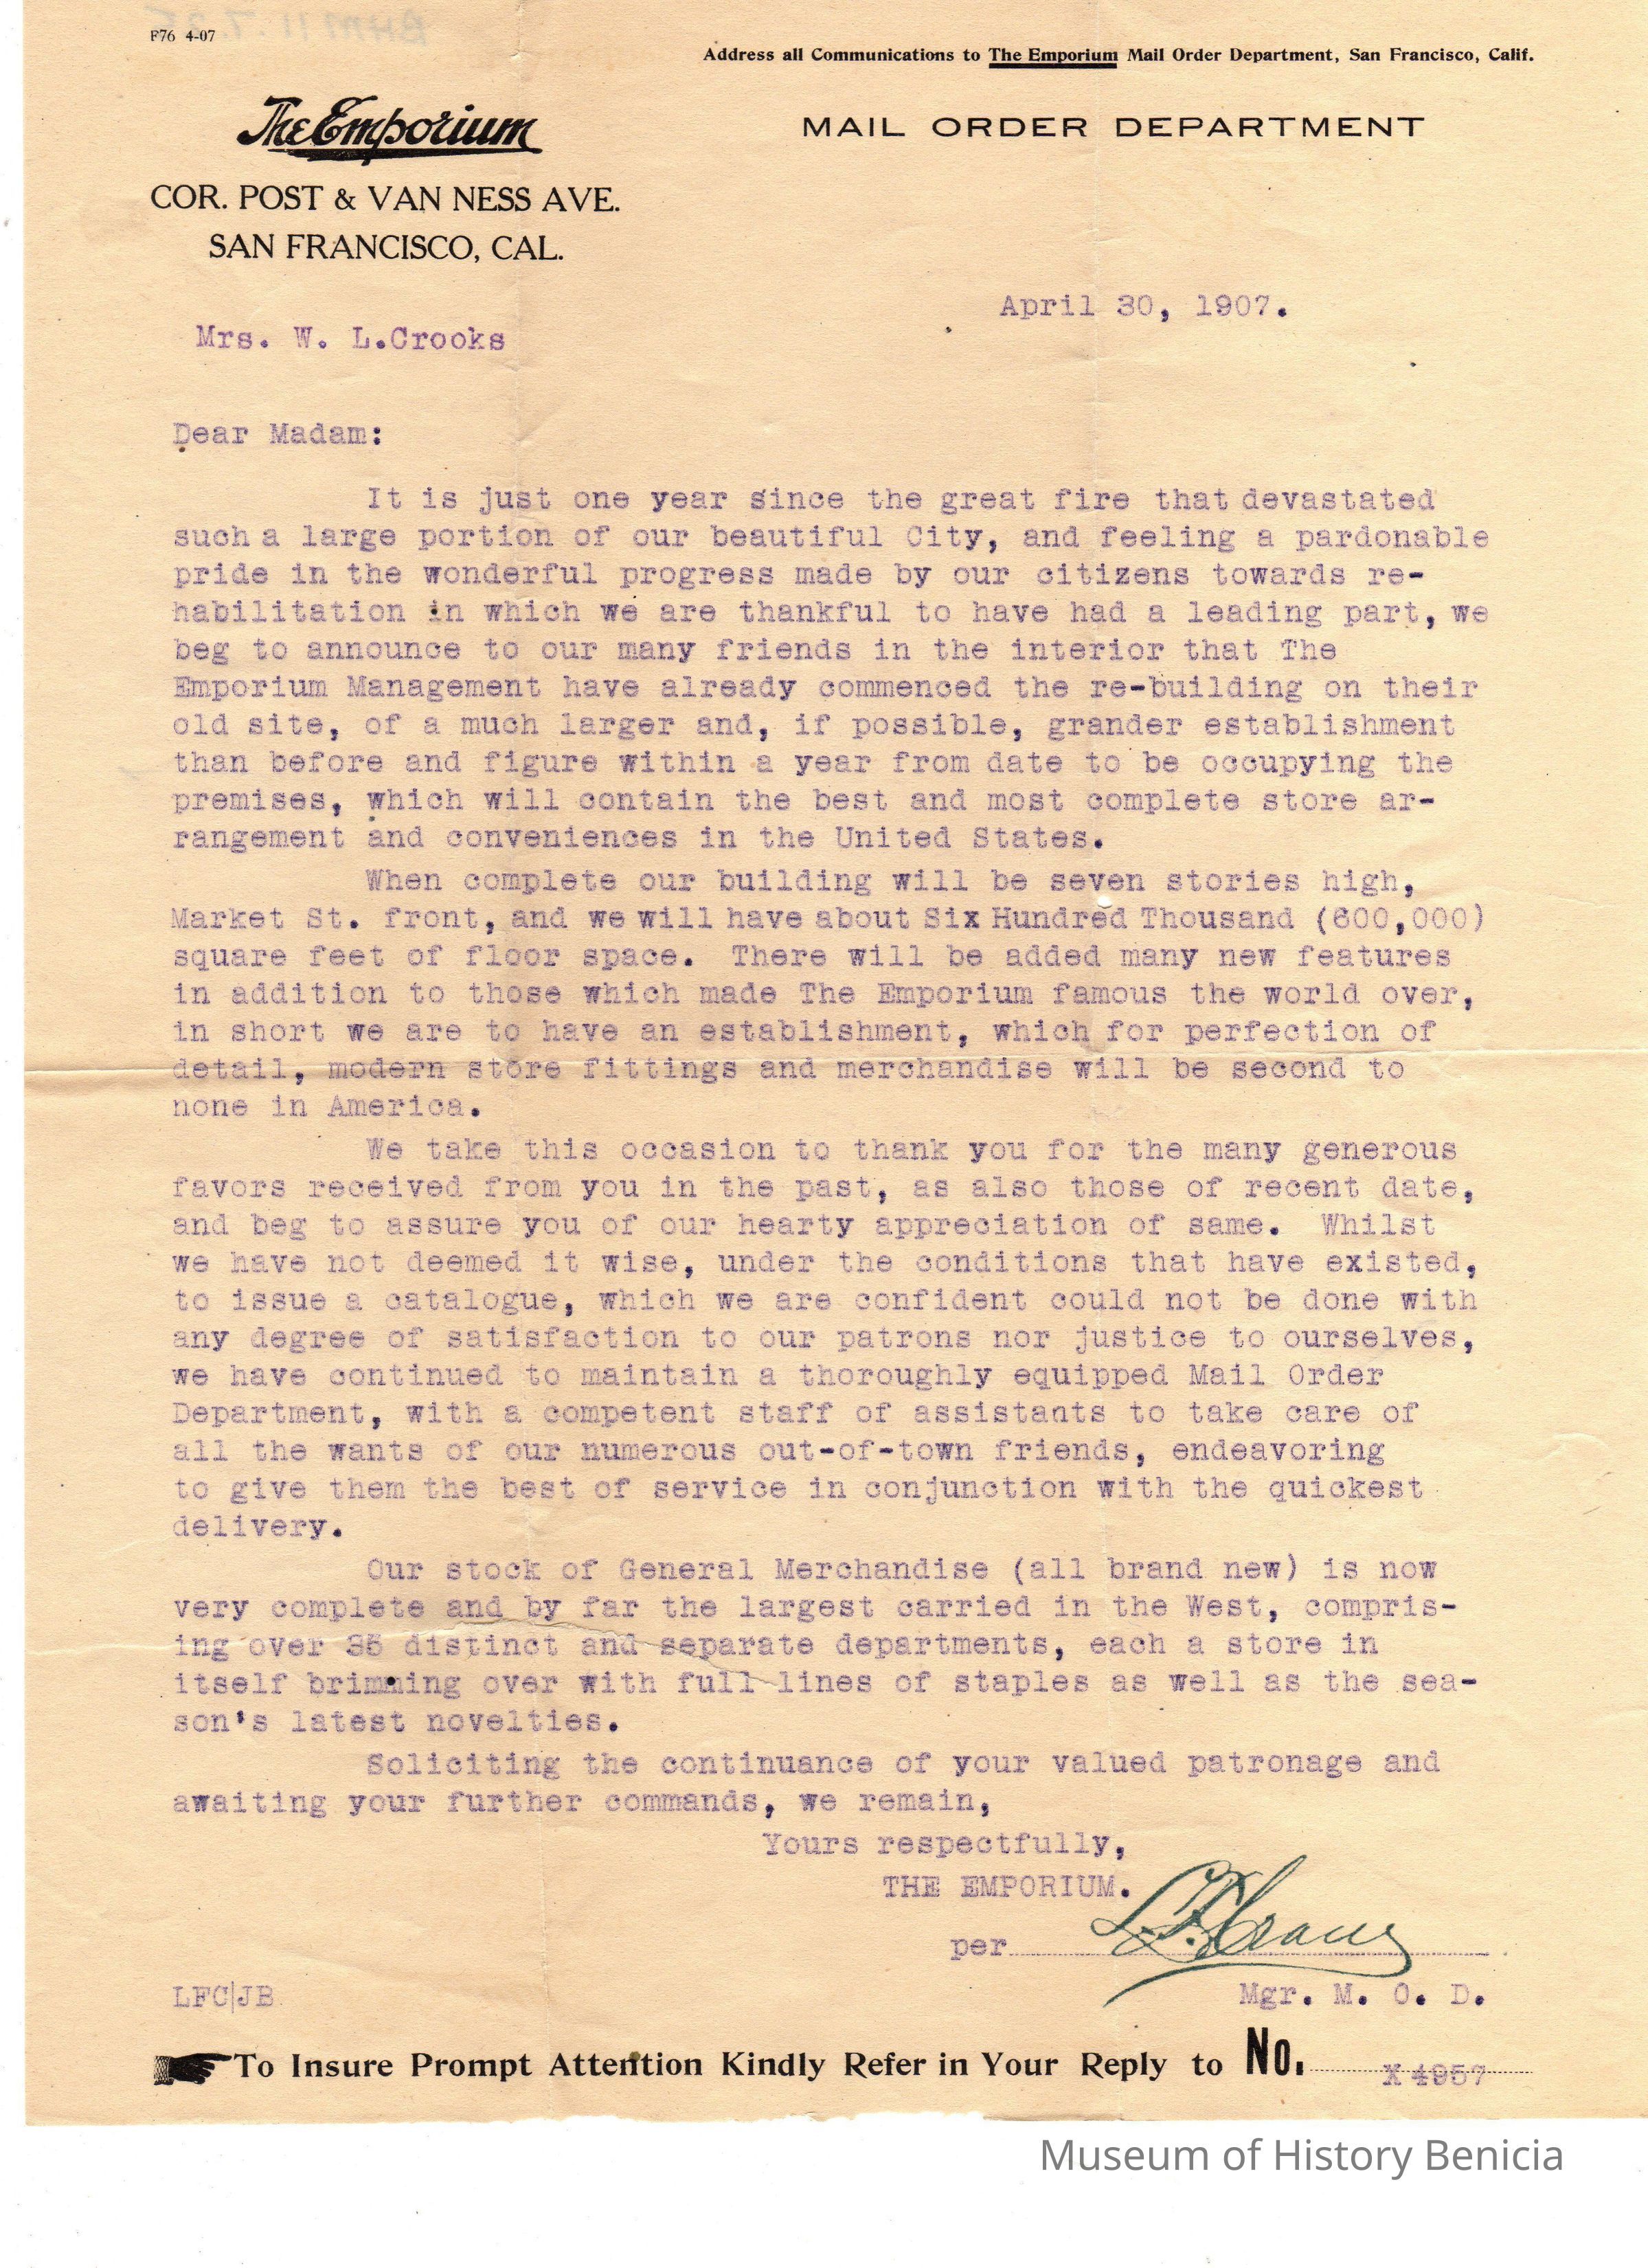 F76 4-07
Address all Communications to The Emporium Mail Order Department, San Francisco, Calif.
The Emporium
MAIL ORDER DEPARTMENT
COR. POST & VAN NESS AVE.
SAN FRANCISCO, CAL.
April 30, 1907.
Mrs. W. L.Crooks
Dear Madam:
It is just one year since the great fire that devastated
such a large portion of our beautiful City, and feeling a pardonable
pride in the wonderful progress made by our citizens towards re-
habilitation in which we are thankful to have had a leading part, we
beg to announce to our many friends in the interior that The
Emporium Management have already commenced the re-building on their
old site, of a much larger and, if possible, grander establishment
than before and figure within a year from date to be occupying the
premises, which will contain the best and most complete store ar-
rangement and conveniences in the United States.
When complete our building will be seven stories high,
Market St. front, and we will have about Six Hundred Thousand (600,000)
square feet of floor space. There will be added many new features
in addition to those which made The Emporium famous the world over,
in short we are to have an establishment, which for perfection of
detail, modern store fittings and merchandise will be second to
none in America.
We take this occasion to thank you for the many generous
favors received from you in the past, as also those of recent date,
and beg to assure you of our hearty appreciation of same. Whilst
we have not deemed it wise, under the conditions that have existed,
to issue a catalogue, which we are confident could not be done with
any degree of satisfaction to our patrons nor justice to ourselves,
we have continued to maintain a thoroughly equipped Mail Order
Department, with a competent staff of assistants to take care of
all the wants of our numerous out-of-town friends, endeavoring
to give them the best of service in conjunction with the quickest
delivery.
Our stock of General Merchandise (all brand new) is now
very complete and by far the largest carried in the West, compris-
ing over 35 distinct and separate departments, each a store in
itself brimming over with full lines of staples as well as the sea-
son's latest novelties.
Soliciting the continuance of your valued patronage and
awaiting your further commands, we remain,
Yours respectfully,
THE EMPORIUM.
per
LFC|JB
Mgr. M. O. D.
To Insure Prompt Attention Kindly Refer in Your Reply to No. X 4957
Museum of History Benicia